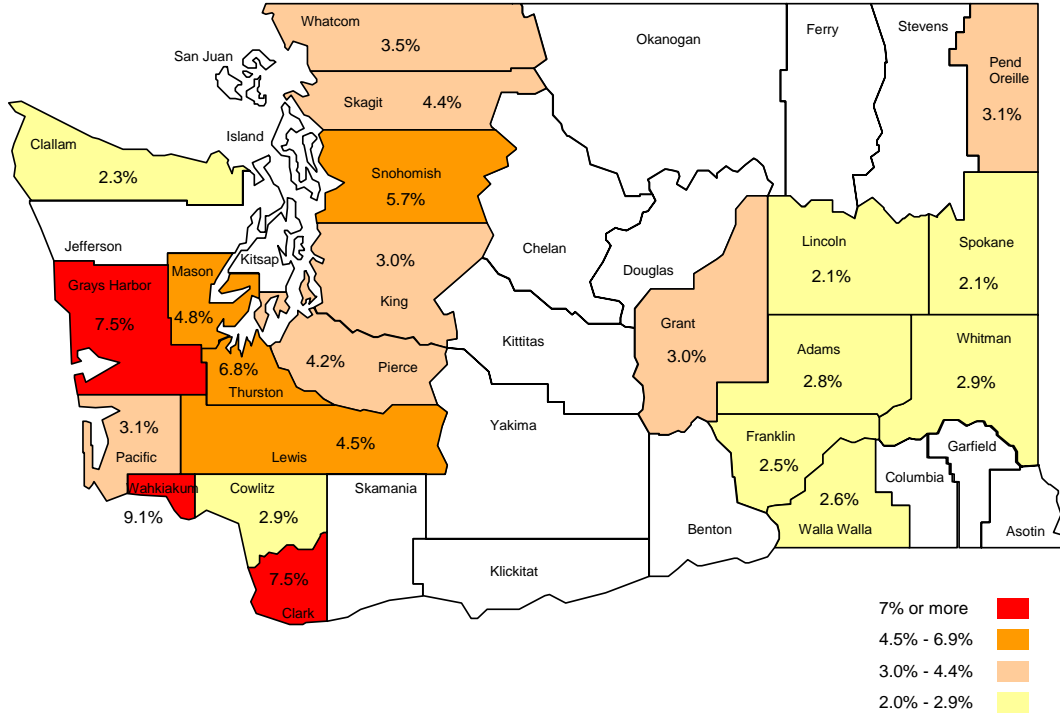 Whatcom
3.5%
San Juan
Skagit 4.4%
Okanogan
Ferry
Stevens
Pend
Oreille
3.1%
Island
Clallam
2.3%
Snohomish
5.7%
Jefferson
Kitsap
3.0%
King
Chelan
Douglas
Lincoln
2.1%
Spokane
2.1%
Mason
4.8%
Grays Harbor
7.5%
Grant
3.0%
Kittitas
Adams
2.8%
Whitman
2.9%
6.8%
Thurston
4.2%
Pierce
3.1%
Pacific
4.5%
Lewis
Yakima
Franklin
2.5%
Garfield
Columbia
Wahkiakum
9.1%
Cowlitz
2.9%
Skamania
2.6%
Walla Walla
Benton
Asotin
Klickitat
7.5%
Clark
7% or more
4.5% - 6.9%
3.0% - 4.4%
2.0% - 2.9%